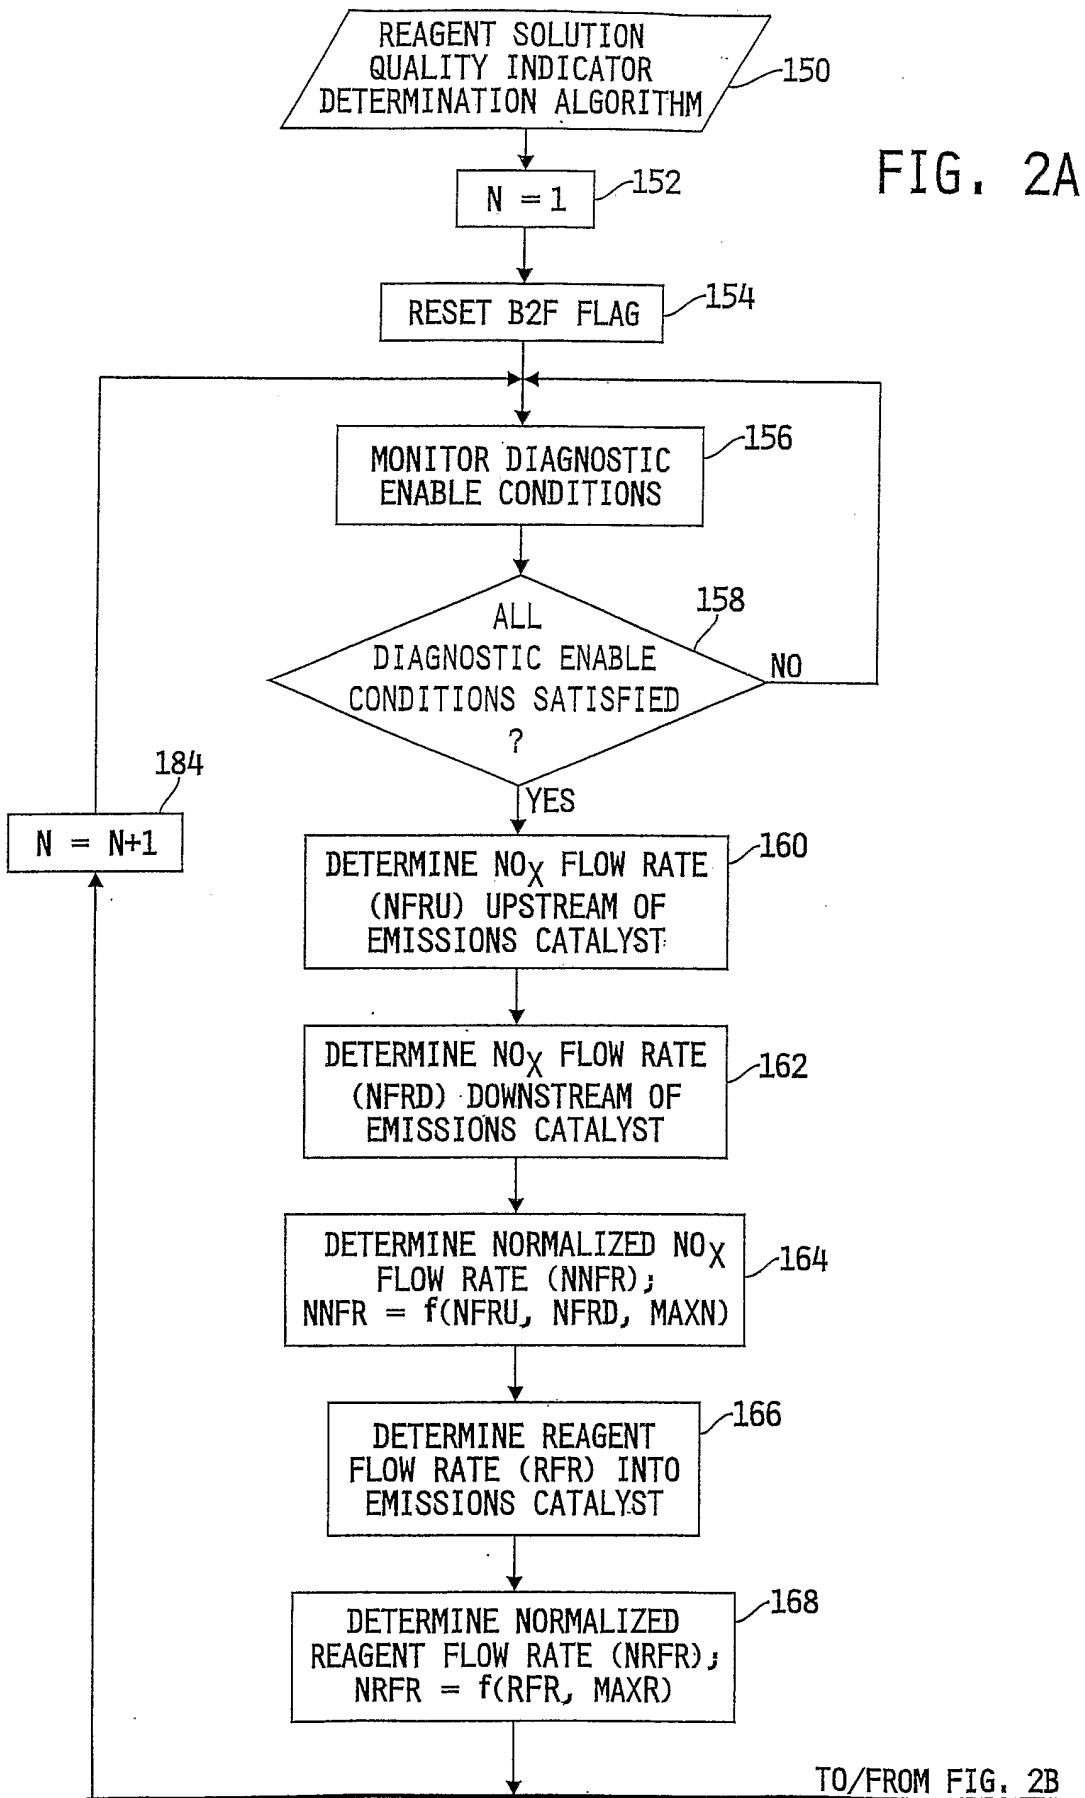 REAGENT SOLUTION
QUALITY INDICATOR
DETERMINATION ALGORITHM
150
FIG. 2A
N = 1
152
RESET B2F FLAG
154
MONITOR DIAGNOSTIC
ENABLE CONDITIONS
156
ALL
DIAGNOSTIC ENABLE
CONDITIONS SATISFIED
?
158
NO
YES
184
N = N+1
DETERMINE NOX FLOW RATE
(NFRU) UPSTREAM OF
EMISSIONS CATALYST
160
DETERMINE NOX FLOW RATE
(NFRD) DOWNSTREAM OF
EMISSIONS CATALYST
162
DETERMINE NORMALIZED NOX
FLOW RATE (NNFR);
NNFR = f(NFRU, NFRD, MAXN)
164
DETERMINE REAGENT
FLOW RATE (RFR) INTO
EMISSIONS CATALYST
166
DETERMINE NORMALIZED
REAGENT FLOW RATE (NRFR);
NRFR = f(RFR, MAXR)
168
TO/FROM FIG. 2B